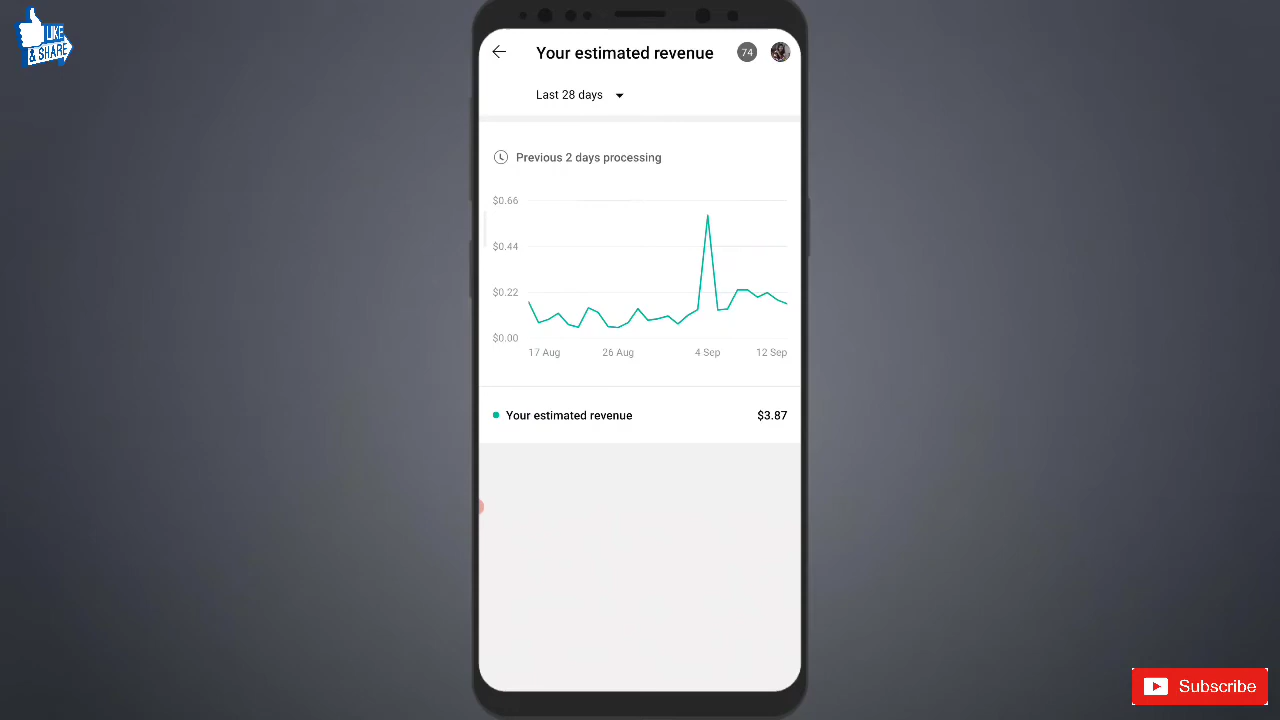 LIKE
& SHARE
Your estimated revenue
74
Last 28 days
Previous 2 days processing
$0.66
$0.44
$0.22
$0.00
17 Aug 26 Aug 4 Sep 12 Sep
Your estimated revenue $3.87
Subscribe